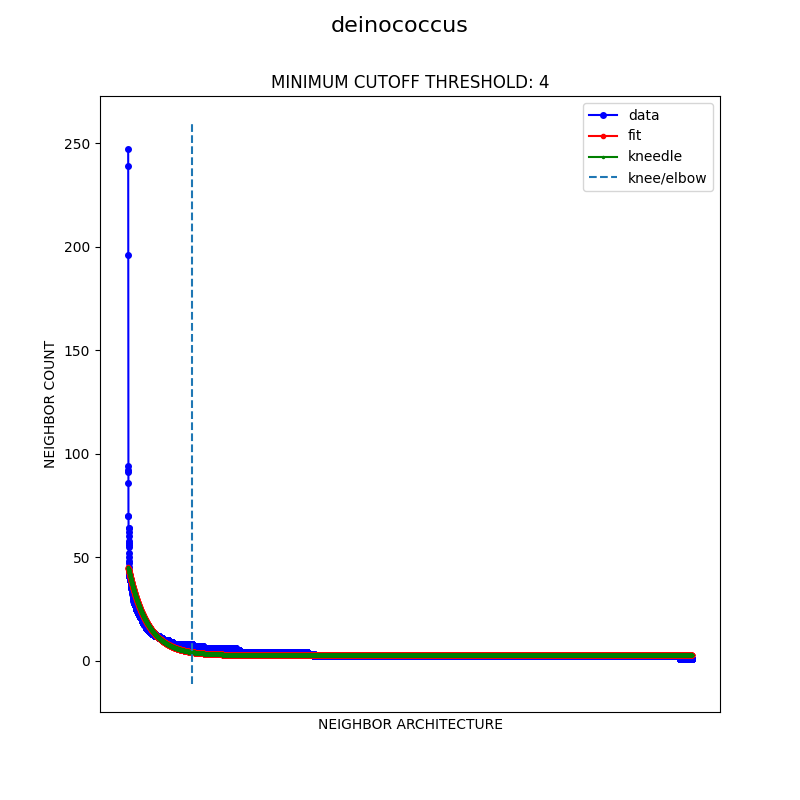 deinococcus
MINIMUM CUTOFF THRESHOLD: 4
data
fit
kneedle
knee/elbow
250
200
150
100
50
0
NEIGHBOR COUNT
NEIGHBOR ARCHITECTURE